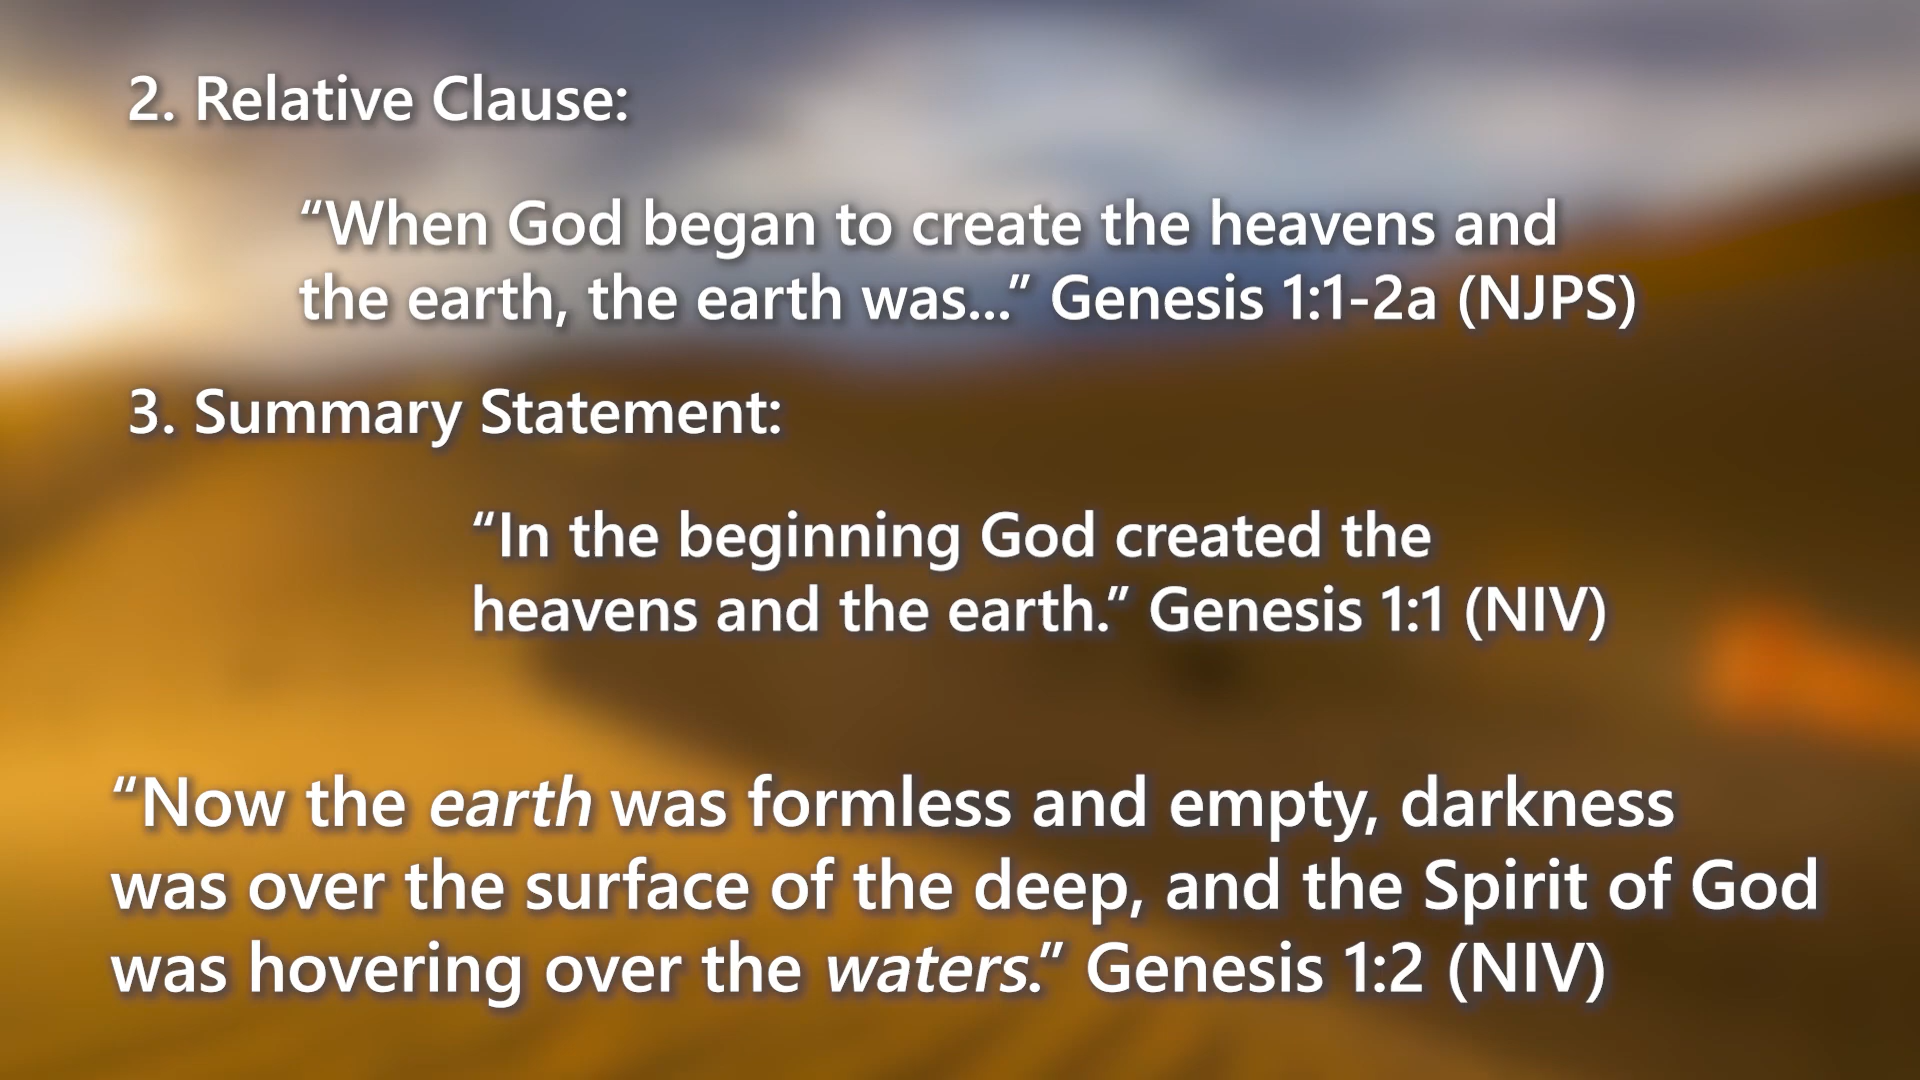 2. Relative Clause:
“When God began to create the heavens and
the earth, the earth was...” Genesis 1:1-2a (NJPS)
3. Summary Statement:
“In the beginning God created the
heavens and the earth.” Genesis 1:1 (NIV)
“Now the earth was formless and empty, darkness
was over the surface of the deep, and the Spirit of God
was hovering over the waters.” Genesis 1:2 (NIV)